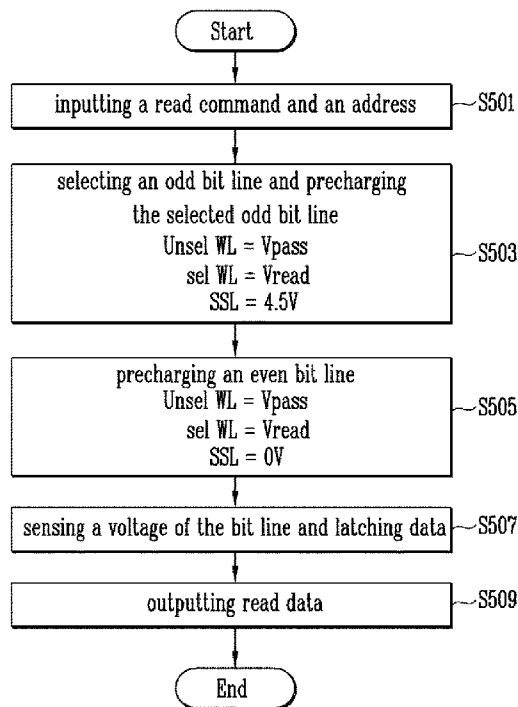 Start
inputting a read command and an address
S501
selecting an odd bit line and precharging
the selected odd bit line
Unsel WL = Vpass
sel WL = Vread
SSL = 4.5V
S503
precharging an even bit line
Unsel WL = Vpass
sel WL = Vread
SSL = 0V
S505
sensing a voltage of the bit line and latching data
S507
outputting read data
S509
End